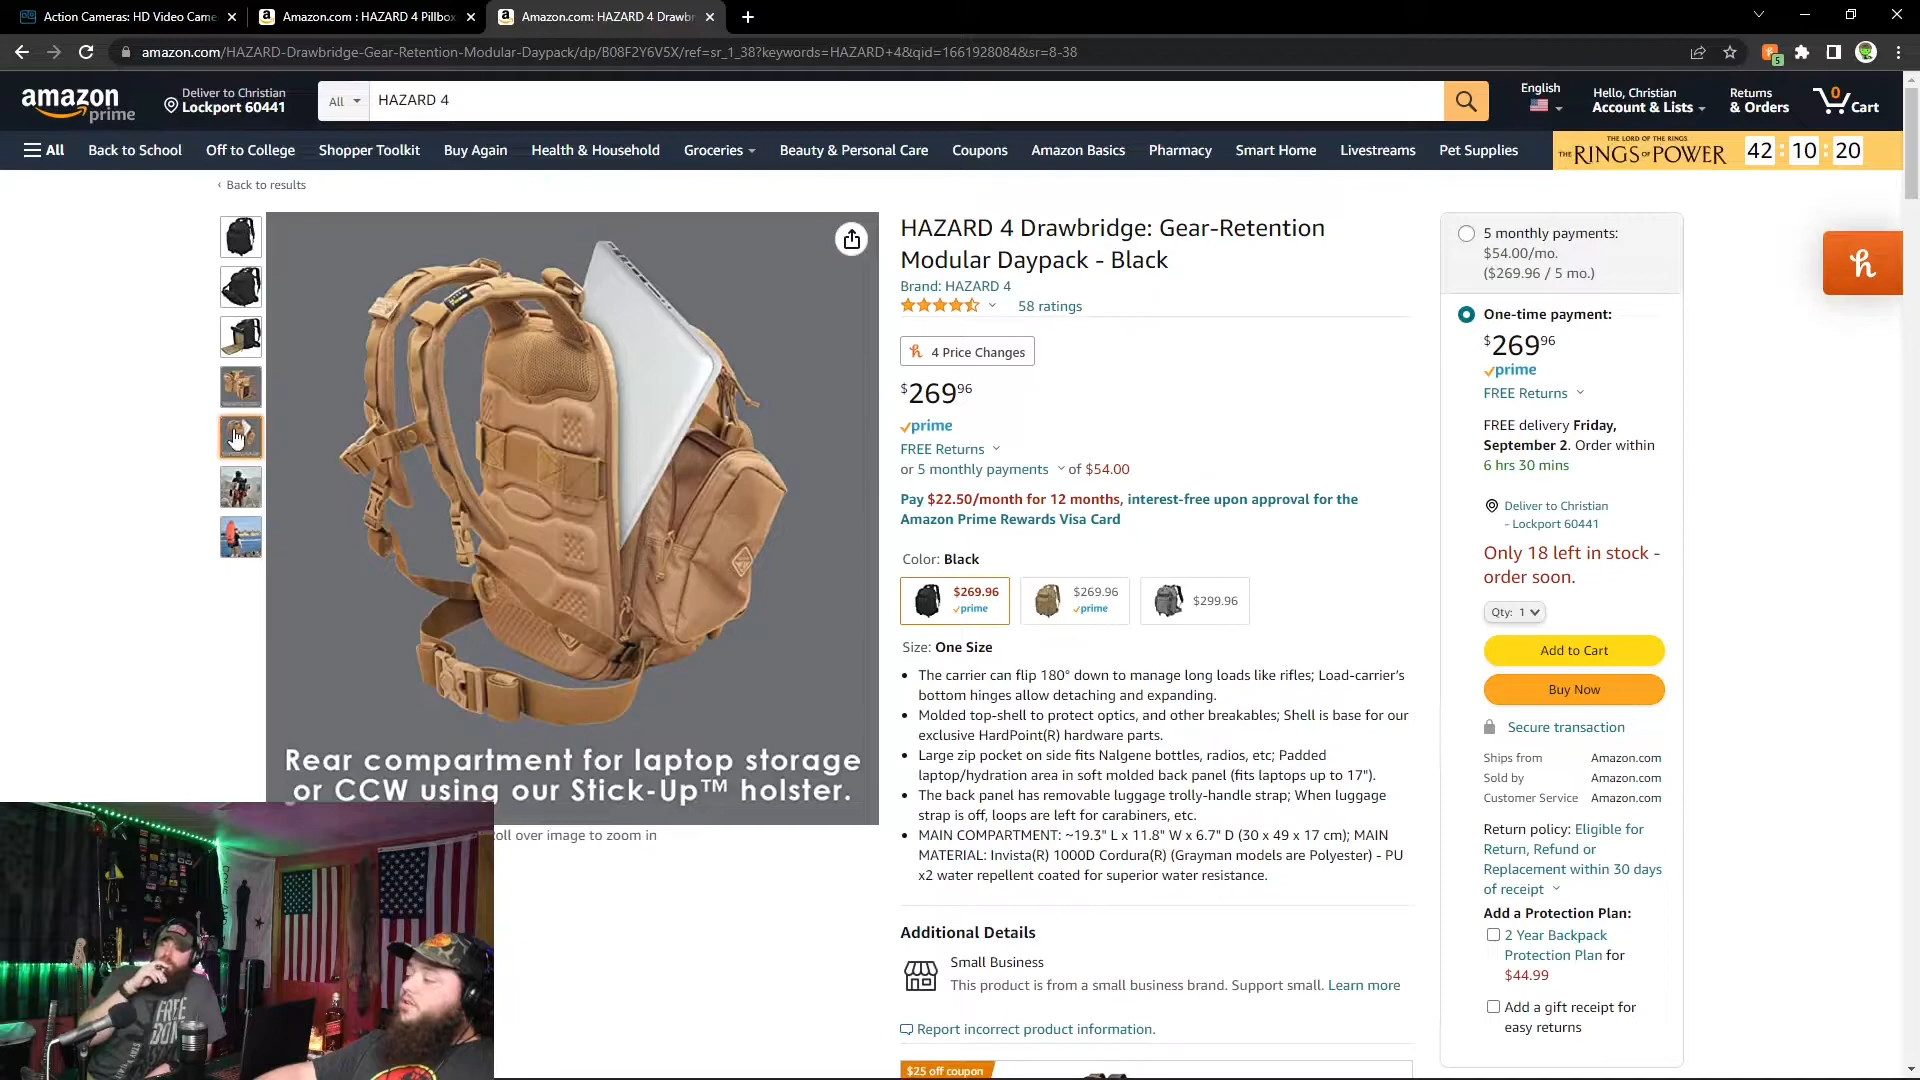 Action Cameras: HD Video Came
Amazon.com : HAZARD 4 Pillbox
Amazon.com: HAZARD 4 Drawbr
amazon.com/HAZARD-Drawbridge-Gear-Retention-Modular-Daypack/dp/B08F2Y6V5X/ref=sr_1_38?keywords=HAZARD+4&qid=1661928084&sr=8-38
5
amazon prime
Deliver to Christian
Lockport 60441
All
HAZARD 4
English
Hello, Christian
Account & Lists
Returns
& Orders
0
Cart
All Back to School Off to College Shopper Toolkit Buy Again Health & Household Groceries Beauty & Personal Care Coupons Amazon Basics Pharmacy Smart Home Livestreams Pet Supplies
THE LORD OF THE RINGS
THE RINGS OF POWER 42 : 10 : 20
‹ Back to results
Rear compartment for laptop storage
or CCW using our Stick-Up™ holster.
oll over image to zoom in
HAZARD 4 Drawbridge: Gear-Retention
Modular Daypack - Black
Brand: HAZARD 4
58 ratings
4 Price Changes
$269.96
prime
FREE Returns
or 5 monthly payments of $54.00
Pay $22.50/month for 12 months, interest-free upon approval for the
Amazon Prime Rewards Visa Card
Color: Black
$269.96
prime
$269.96
prime
$299.96
Size: One Size
• The carrier can flip 180° down to manage long loads like rifles; Load-carrier's
bottom hinges allow detaching and expanding.
• Molded top-shell to protect optics, and other breakables; Shell is base for our
exclusive HardPoint(R) hardware parts.
• Large zip pocket on side fits Nalgene bottles, radios, etc; Padded
laptop/hydration area in soft molded back panel (fits laptops up to 17").
• The back panel has removable luggage trolly-handle strap; When luggage
strap is off, loops are left for carabiners, etc.
• MAIN COMPARTMENT: ~19.3" L x 11.8" W x 6.7" D (30 x 49 x 17 cm); MAIN
MATERIAL: Invista(R) 1000D Cordura(R) (Grayman models are Polyester) - PU
x2 water repellent coated for superior water resistance.
Additional Details
Small Business
This product is from a small business brand. Support small. Learn more
Report incorrect product information.
$25 off coupon
5 monthly payments:
$54.00/mo.
($269.96 / 5 mo.)
One-time payment:
$269.96
prime
FREE Returns
FREE delivery Friday,
September 2. Order within
6 hrs 30 mins
Deliver to Christian
- Lockport 60441
Only 18 left in stock -
order soon.
Qty: 1
Add to Cart
Buy Now
Secure transaction
Ships from Amazon.com
Sold by Amazon.com
Customer Service Amazon.com
Return policy: Eligible for
Return, Refund or
Replacement within 30 days
of receipt
Add a Protection Plan:
2 Year Backpack
Protection Plan for
$44.99
Add a gift receipt for
easy returns